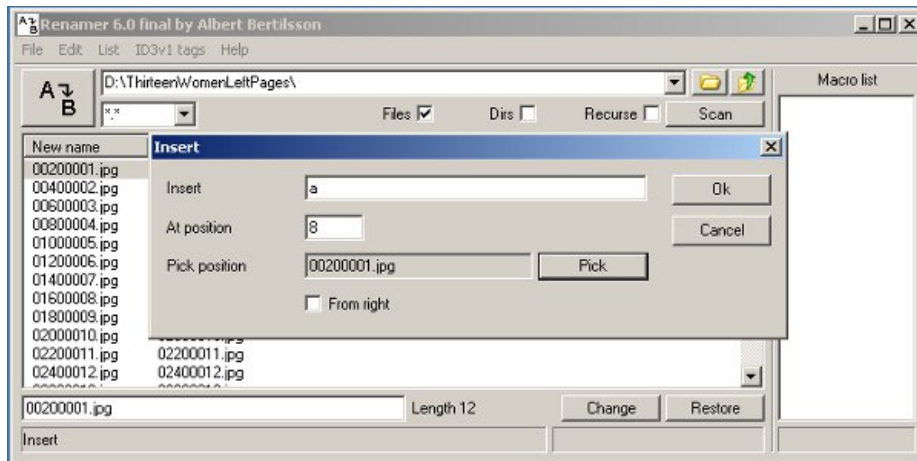 Renamer 6.0 final by Albert Bertilsson
File Edit List ID3v1 tags Help
A B
D:\ThirteenWomenLeftPages\
Macro list
*.*
Files Dirs Recurse Scan
New name
Insert
00200001.jpg
00400002.jpg
00600003.jpg
00800004.jpg
01000005.jpg
01200006.jpg
01400007.jpg
01600008.jpg
01800009.jpg
Insert a Ok
At position 8 Cancel
Pick position 00200001.jpg Pick
From right
02000010.jpg
02200011.jpg 02200011.jpg
02400012.jpg 02400012.jpg
00200001.jpg Length 12 Change Restore
Insert